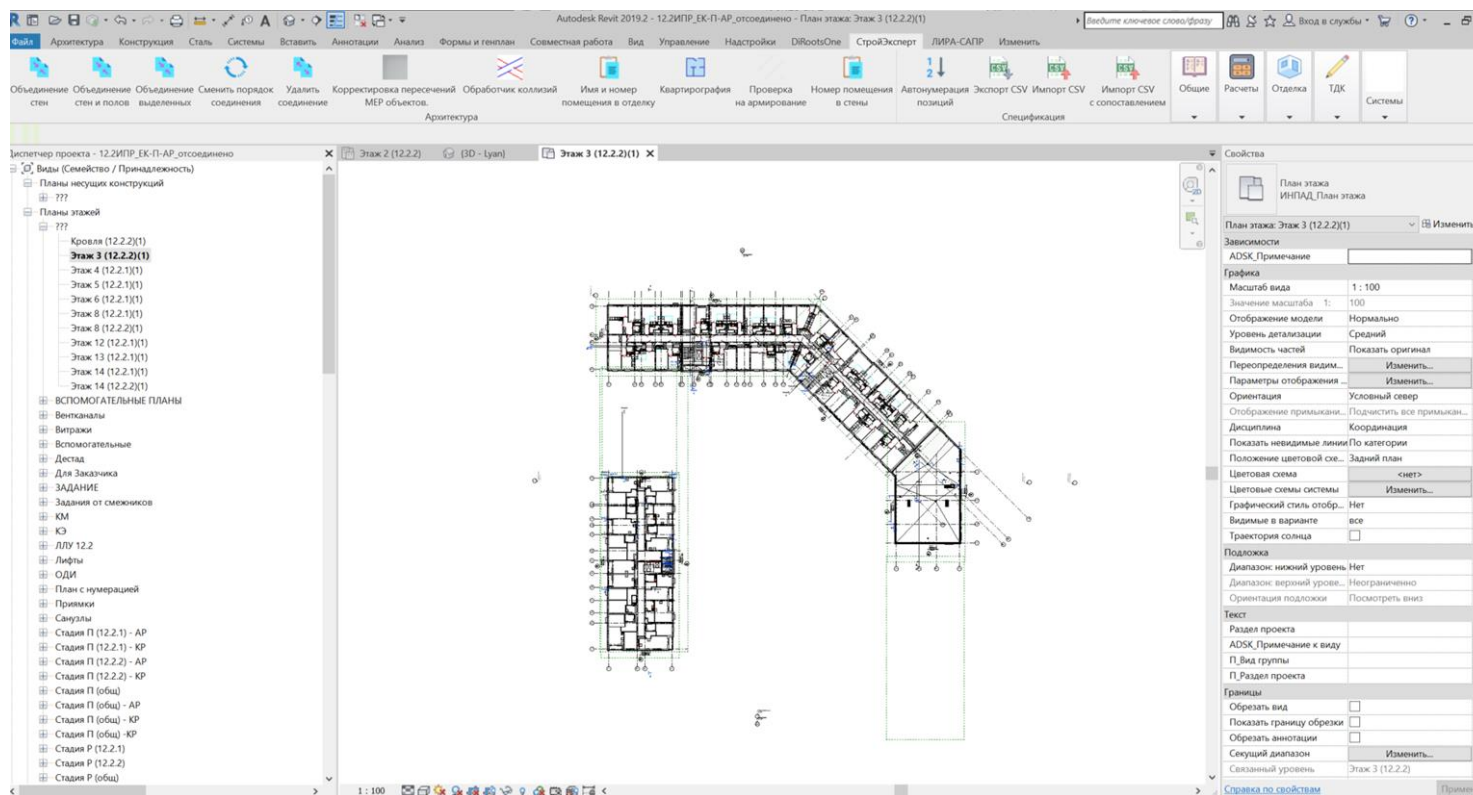 Autodesk Revit 2019.2 - 12.2ИПР_ЕК-П-АР_отсоединено - План этажа: Этаж 3 (12.2.2)(1)
Введите ключевое слово/фразу
Вход в службы
Файл Архитектура Конструкция Сталь Системы Вставить Аннотации Анализ Формы и генплан Совместная работа Вид Управление Надстройки DiRootsOne СтройЭксперт ЛИРА-САПР Изменить
Объединение стен
Объединение стен и полов
Объединение выделенных
Сменить порядок соединения
Удалить соединение
Корректировка пересечений MEP объектов.
Обработчик коллизий
Имя и номер помещения в отделку
Квартирография
Проверка на армирование
Номер помещения в стены
Автонумерация позиций
Экспорт CSV
Импорт CSV
Импорт CSV с сопоставлением
Общие
Расчеты
Отделка
ТДК
Системы
Архитектура
Спецификация
Диспетчер проекта - 12.2ИПР_ЕК-П-АР_отсоединено
Виды (Семейство / Принадлежность)
Планы несущих конструкций
???
Планы этажей
???
Кровля (12.2.2)(1)
Этаж 3 (12.2.2)(1)
Этаж 4 (12.2.1)(1)
Этаж 5 (12.2.1)(1)
Этаж 6 (12.2.1)(1)
Этаж 8 (12.2.1)(1)
Этаж 8 (12.2.2)(1)
Этаж 12 (12.2.1)(1)
Этаж 13 (12.2.1)(1)
Этаж 14 (12.2.1)(1)
Этаж 14 (12.2.2)(1)
ВСПОМОГАТЕЛЬНЫЕ ПЛАНЫ
Вентканалы
Витражи
Вспомогательные
Дестад
Для Заказчика
ЗАДАНИЕ
Задания от смежников
КМ
КЭ
ЛЛУ 12.2
Лифты
ОДИ
План с нумерацией
Приямки
Санузлы
Стадия П (12.2.1) - АР
Стадия П (12.2.1) - КР
Стадия П (12.2.2) - АР
Стадия П (12.2.2) - КР
Стадия П (общ)
Стадия П (общ) - АР
Стадия П (общ) - КР
Стадия П (общ) -КР
Стадия Р (12.2.1)
Стадия Р (12.2.2)
Стадия Р (общ)
Этаж 2 (12.2.2)
(3D - Lyan)
Этаж 3 (12.2.2)(1)
1 : 100
Свойства
План этажа
ИНПАД_План этажа
План этажа: Этаж 3 (12.2.2)(1) Изменить
Зависимости
ADSK_Примечание
Графика
Масштаб вида 1 : 100
Значение масштаба 1: 100
Отображение модели Нормально
Уровень детализации Средний
Видимость частей Показать оригинал
Переопределения видим... Изменить...
Параметры отображения ... Изменить...
Ориентация Условный север
Отображение примыкани... Подчистить все примыкан...
Дисциплина Координация
Показать невидимые линии По категории
Положение цветовой схе... Задний план
Цветовая схема <нет>
Цветовые схемы системы Изменить...
Графический стиль отобр... Нет
Видимые в варианте все
Траектория солнца
Подложка
Диапазон: нижний уровень Нет
Диапазон: верхний урове... Неограниченно
Ориентация подложки Посмотреть вниз
Текст
Раздел проекта
ADSK_Примечание к виду
П_Вид группы
П_Раздел проекта
Границы
Обрезать вид
Показать границу обрезки
Обрезать аннотации
Секущий диапазон Изменить...
Связанный уровень Этаж 3 (12.2.2)
Справка по свойствам
Приме